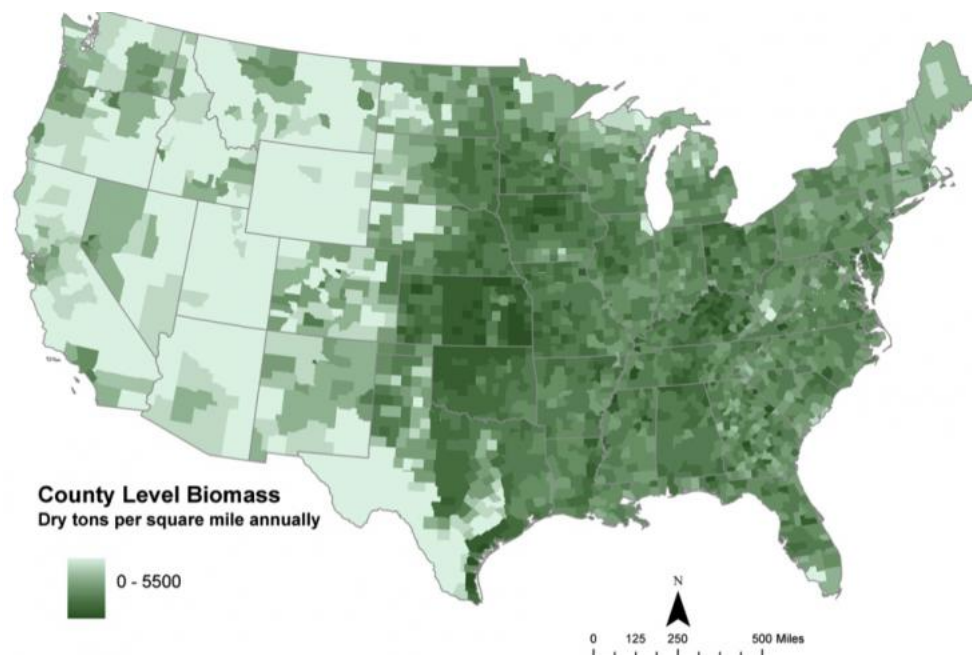 County Level Biomass
Dry tons per square mile annually
0 - 5500
N
0 125 250 500 Miles